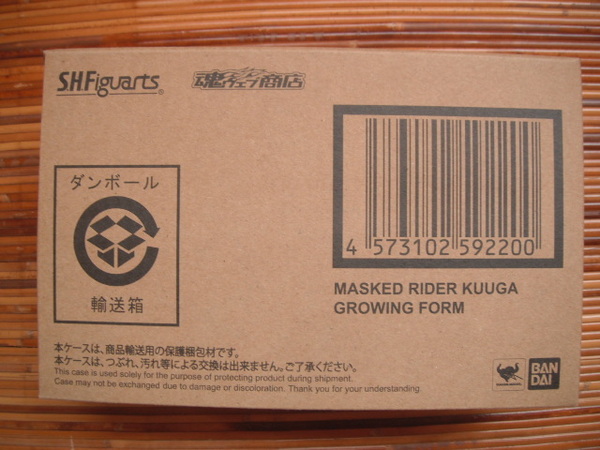 S.H.Figuarts®
魂ウェブ商店
ダンボール
輸送箱
4 573102 592200
MASKED RIDER KUUGA
GROWING FORM
本ケースは、商品輸送用の保護梱包材です。
本ケースは、つぶれ、汚れ等による交換は出来ません。ご了承ください。
This case is used solely for the purpose of protecting product during shipment.
Case may not be exchanged due to damage or discoloration. Thank you for your understanding.
BAN
DAI